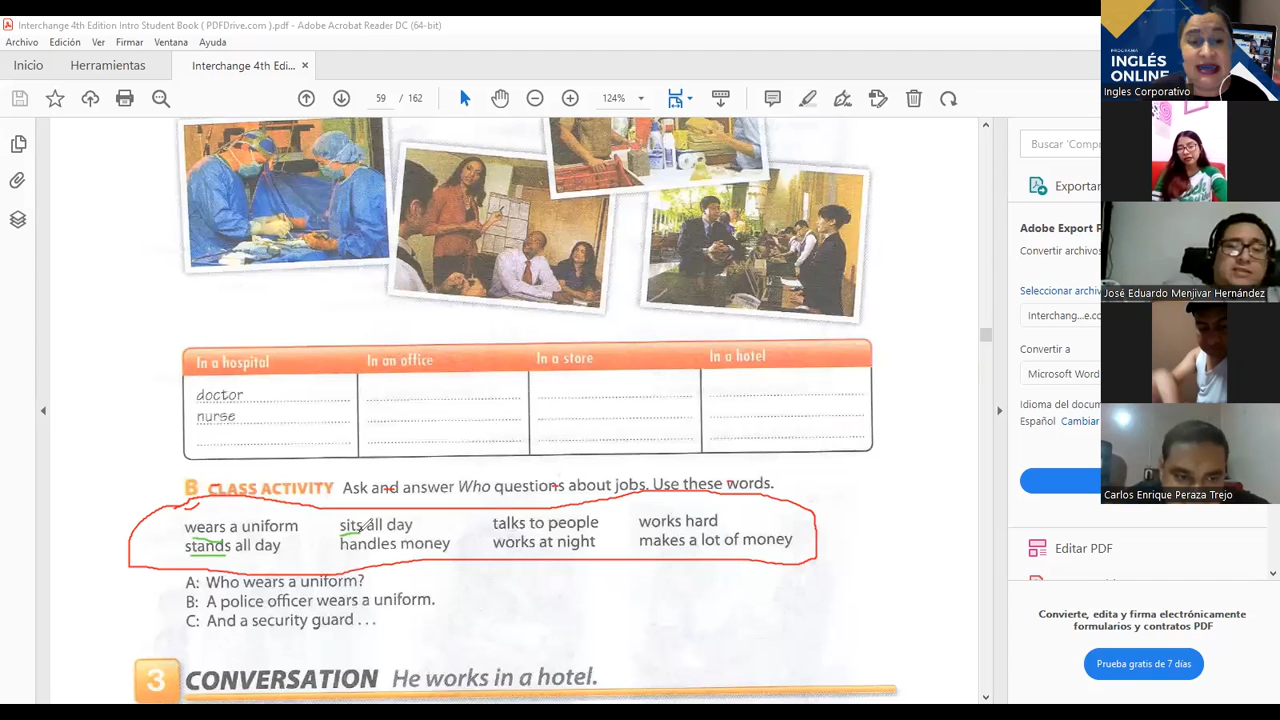 Interchange 4th Edition Intro Student Book ( PDFDrive.com ).pdf - Adobe Acrobat Reader DC (64-bit)
Archivo Edición Ver Firmar Ventana Ayuda
Inicio Herramientas Interchange 4th Edi... ×
59 / 162 124%
In a hospital In an office In a store In a hotel
doctor
nurse
B CLASS ACTIVITY Ask and answer Who questions about jobs. Use these words.
wears a uniform sits all day talks to people works hard
stands all day handles money works at night makes a lot of money
A: Who wears a uniform?
B: A police officer wears a uniform.
C: And a security guard . . .
3 CONVERSATION He works in a hotel.
PROGRAMA
INGLÉS
ONLINE
Ingles Corporativo
José Eduardo Menjivar Hernández
Carlos Enrique Peraza Trejo
Buscar 'Compr
Exportar
Adobe Export P
Convertir archivos
Seleccionar archiv
Interchang...e.co
Convertir a
Microsoft Word
Idioma del docum
Español Cambiar
Editar PDF
Convierte, edita y firma electrónicamente
formularios y contratos PDF
Prueba gratis de 7 días